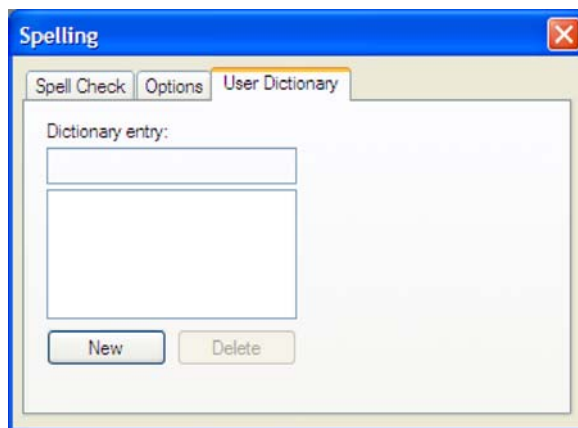 Spelling
Spell Check Options User Dictionary
Dictionary entry:
New Delete